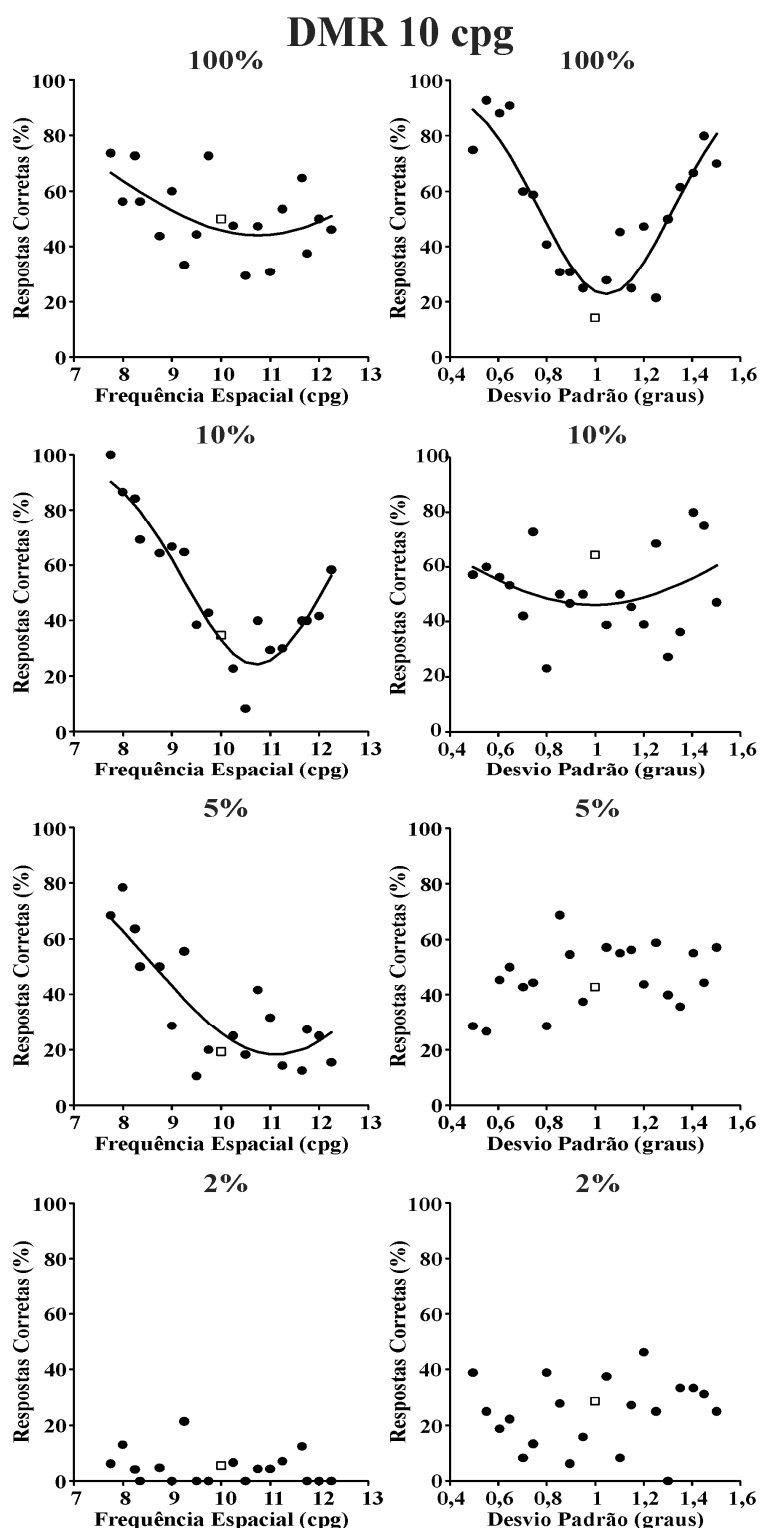 DMR 10 cpg
100%
100%
Respostas Corretas (%)
100
80
60
40
20
0
7 8 9 10 11 12 13
Frequência Espacial (cpg)
Respostas Corretas (%)
100
80
60
40
20
0
0,4 0,6 0,8 1 1,2 1,4 1,6
Desvio Padrão (graus)
10%
10%
Respostas Corretas (%)
100
80
60
40
20
0
7 8 9 10 11 12 13
Frequência Espacial (cpg)
Respostas Corretas (%)
100
80
60
40
20
0
0,4 0,6 0,8 1 1,2 1,4 1,6
Desvio Padrão (graus)
5%
5%
Respostas Corretas (%)
100
80
60
40
20
0
7 8 9 10 11 12 13
Frequência Espacial (cpg)
Respostas Corretas (%)
100
80
60
40
20
0
0,4 0,6 0,8 1 1,2 1,4 1,6
Desvio Padrão (graus)
2%
2%
Respostas Corretas (%)
100
80
60
40
20
0
7 8 9 10 11 12 13
Frequência Espacial (cpg)
Respostas Corretas (%)
100
80
60
40
20
0
0,4 0,6 0,8 1 1,2 1,4 1,6
Desvio Padrão (graus)